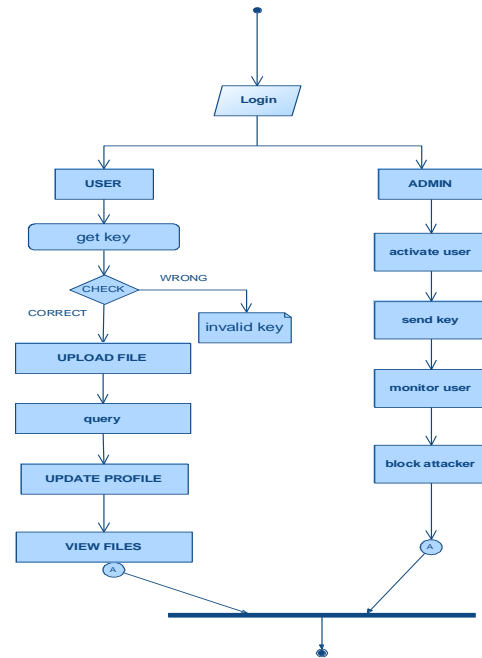 Login
USER
ADMIN
get key
activate user
CHECK
WRONG
CORRECT
send key
invalid key
UPLOAD FILE
monitor user
query
block attacker
UPDATE PROFILE
VIEW FILES
A
A